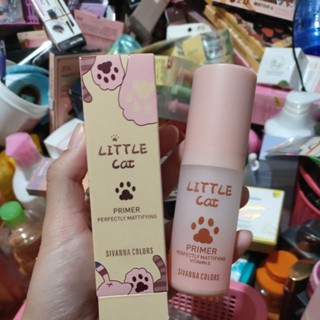 LiTTLE
cat
PRIMER
PERFECTLY MATTIFYING
SIVANNA COLORS
LiTTLE
cat
PRIMER
PERFECTLY MATTIFYING
SIVANNA COLORS